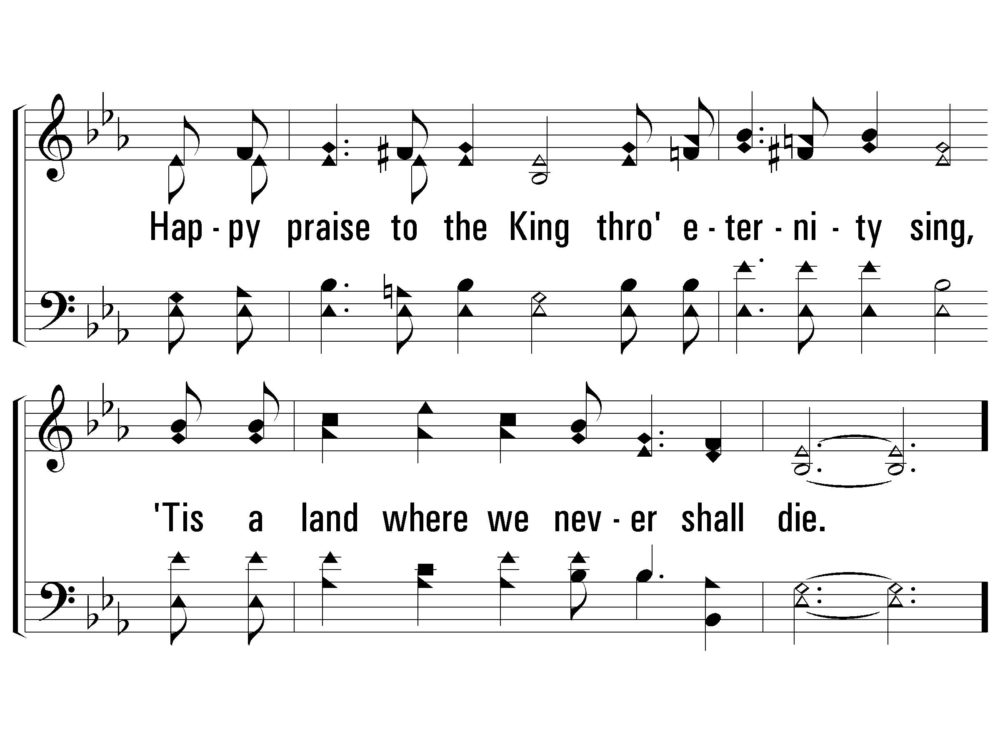 Hap - py praise to the King thro' e - ter - ni - ty sing,
'Tis a land where we nev - er shall die.